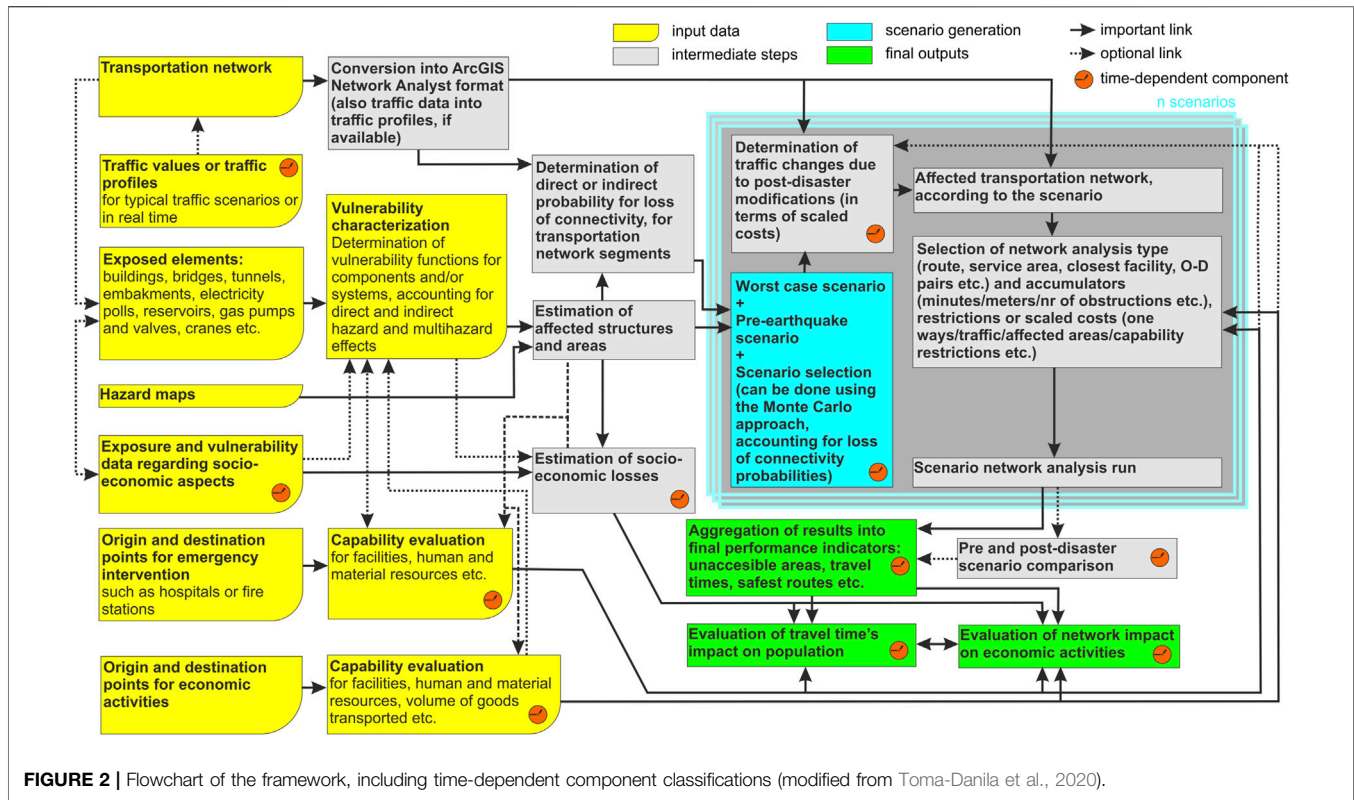 input data
intermediate steps
scenario generation
final outputs
important link
optional link
time-dependent component
n scenarios
Transportation network
Conversion into ArcGIS
Network Analyst format
(also traffic data into
traffic profiles, if
available)
Traffic values or traffic
profiles
for typical traffic scenarios or
in real time
Exposed elements:
buildings, bridges, tunnels,
embakments, electricity
polls, reservoirs, gas pumps
and valves, cranes etc.
Vulnerability
characterization
Determination of
vulnerability functions for
components and/or
systems, accounting for
direct and indirect
hazard and multihazard
effects
Hazard maps
Exposure and vulnerability
data regarding socio-
economic aspects
Origin and destination
points for emergency
intervention
such as hospitals or fire
stations
Capability evaluation
for facilities, human and
material resources etc.
Origin and destination
points for economic
activities
Capability evaluation
for facilities, human and material
resources, volume of goods
transported etc.
Determination of
direct or indirect
probability for loss
of connectivity, for
transportation
network segments
Estimation of
affected structures
and areas
Estimation of socio-
economic losses
Determination of
traffic changes due
to post-disaster
modifications (in
terms of scaled
costs)
Worst case scenario
+
Pre-earthquake
scenario
+
Scenario selection
(can be done using
the Monte Carlo
approach,
accounting for loss
of connectivity
probabilities)
Affected transportation network,
according to the scenario
Selection of network analysis type
(route, service area, closest facility, O-D
pairs etc.) and accumulators
(minutes/meters/nr of obstructions etc.),
restrictions or scaled costs (one
ways/traffic/affected areas/capability
restrictions etc.)
Scenario network analysis run
Aggregation of results into
final performance indicators:
unaccesible areas, travel
times, safest routes etc.
Pre and post-disaster
scenario comparison
Evaluation of travel time's
impact on population
Evaluation of network impact
on economic activities
FIGURE 2 | Flowchart of the framework, including time-dependent component classifications (modified from Toma-Danila et al., 2020).